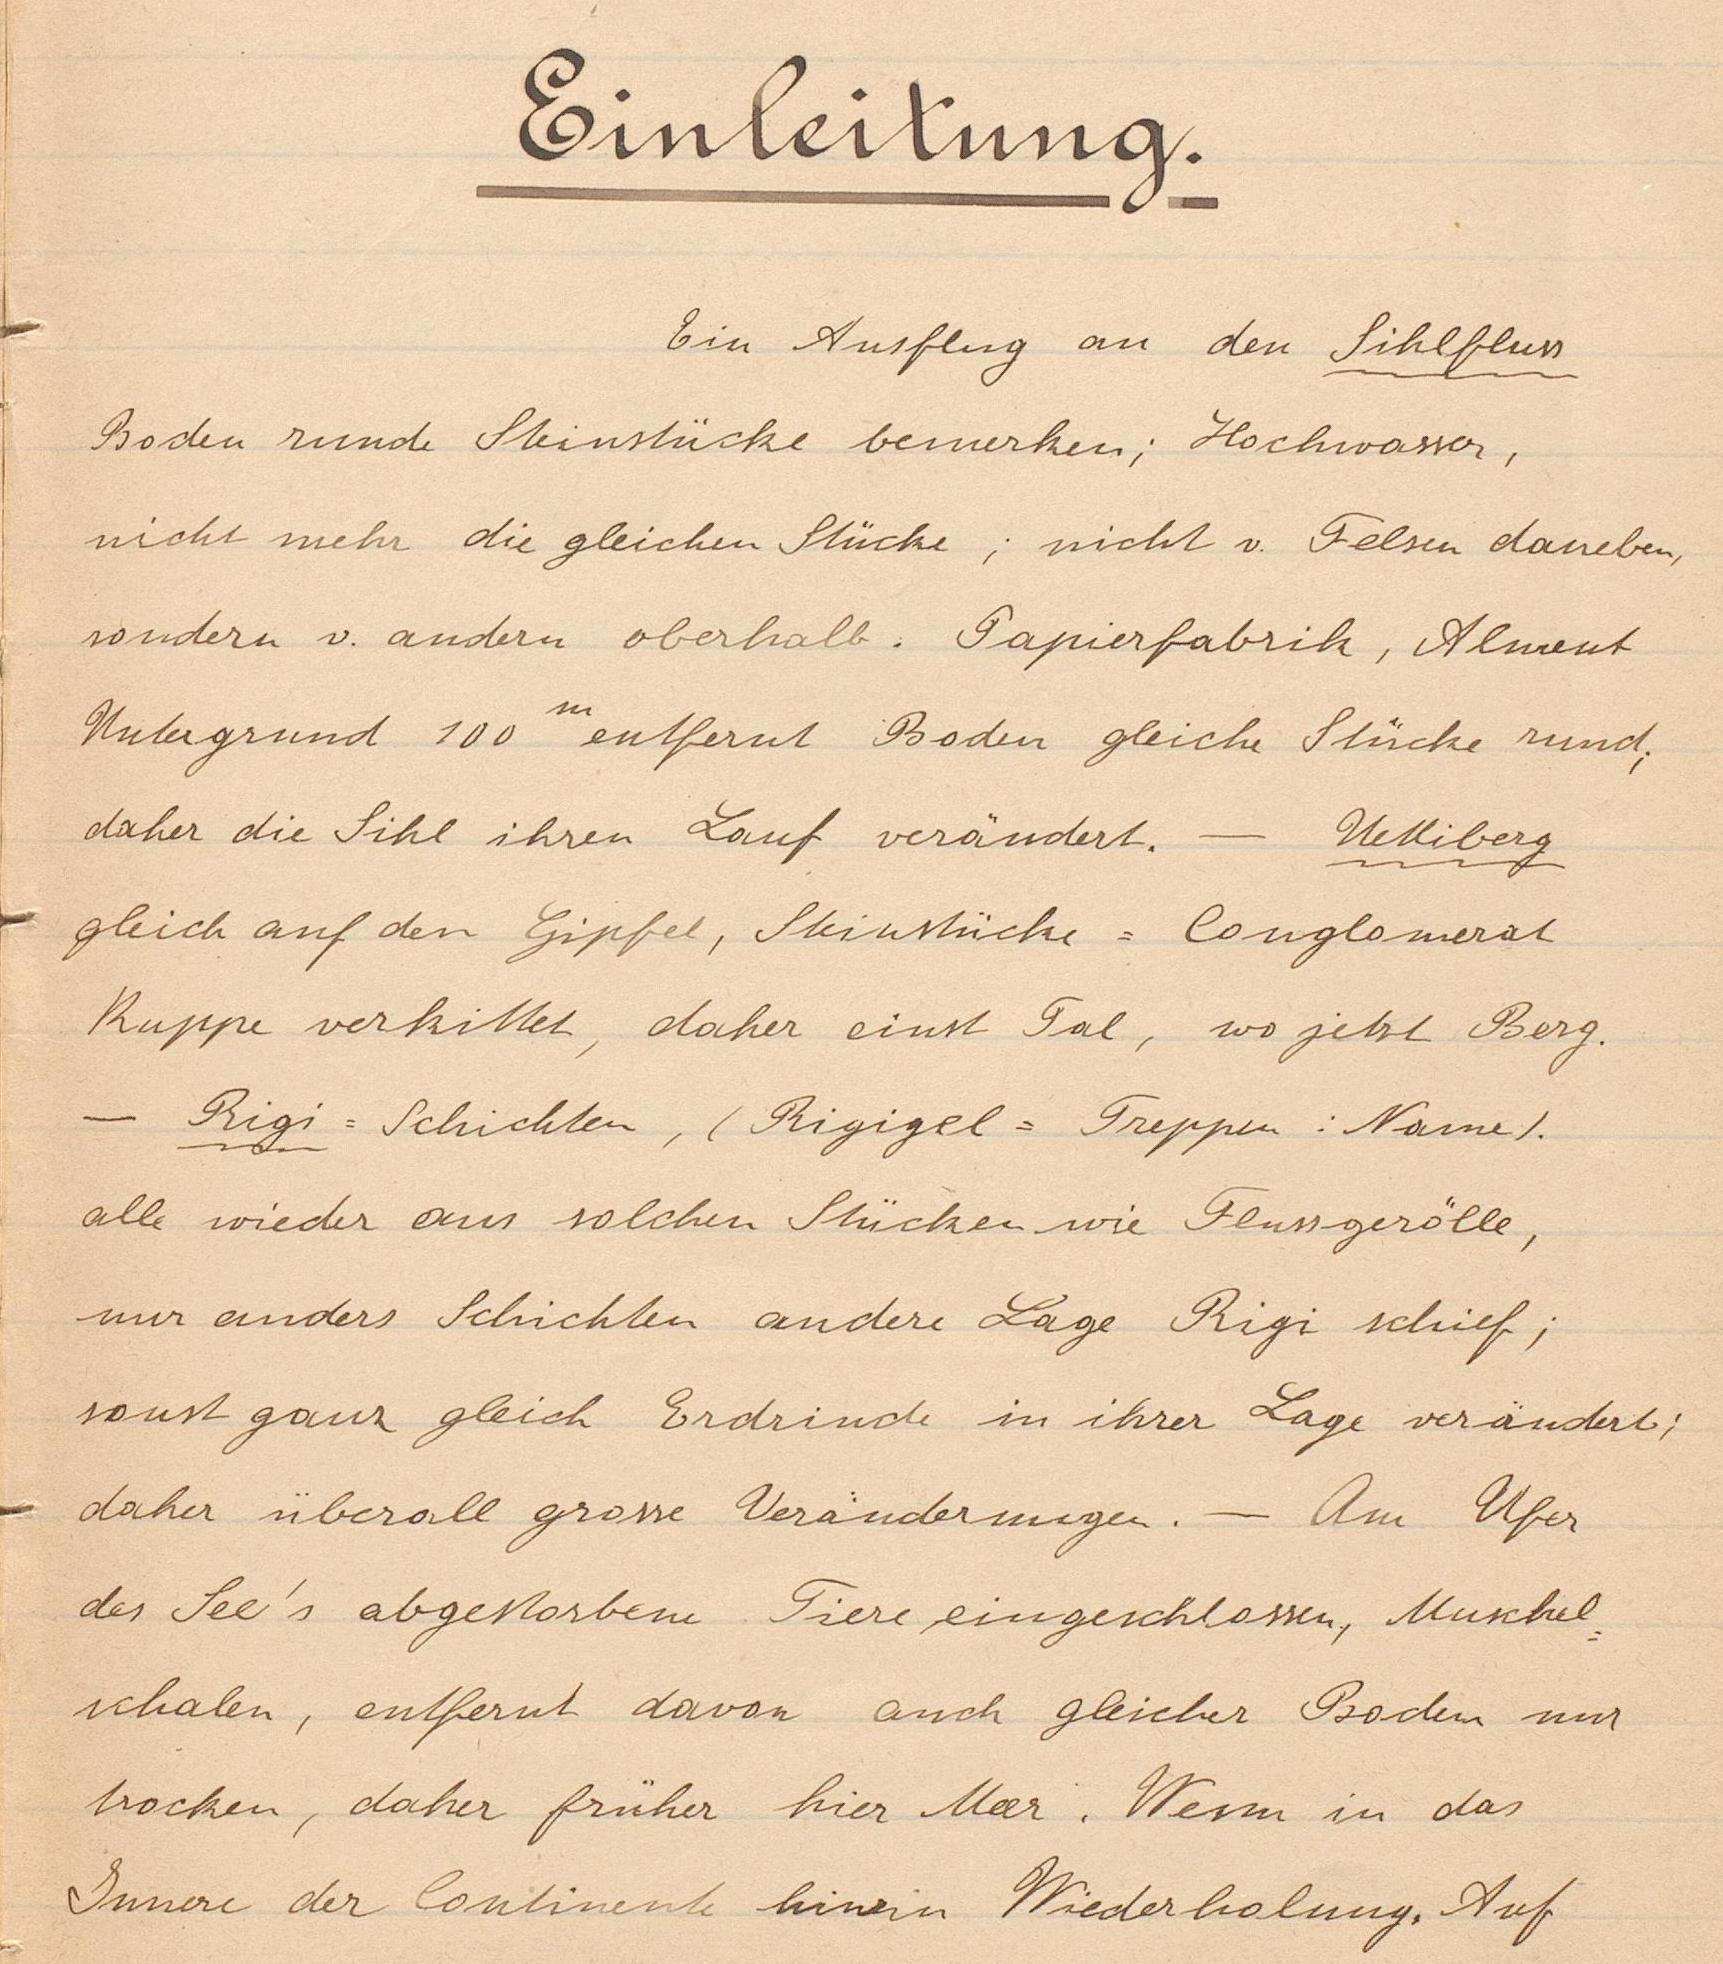 Einleitung.
Ein Ausflug an den Sihlfluss
Boden runde Steinstücke bemerken; Hochwasser,
nicht mehr die gleichen Stücke ; nicht v. Felsen daneben,
sondern v. andern oberhalb. Papierfabrik, Alment
Untergrund 100 m entfernt Boden gleiche Stücke rund;
daher die Sihl ihren Lauf verändert. — Uetliberg
gleich auf den Gipfel, Steinstücke = Conglomerat
Kuppe verkittet, daher einst Tal, wo jetzt Berg.
— Rigi = Schichten, (Rigigel = Treppen : Name).
alle wieder aus solchen Stücken wie Flussgerölle,
nur anders Schichten andere Lage Rigi schief;
sonst ganz gleich Erdrinde in ihrer Lage verändert;
daher überall grosse Veränderungen. — Am Ufer
des See's abgestorbene Tiere eingeschlossen, Muschel=
schalen, entfernt davon auch gleicher Boden nur
trocken, daher früher hier Meer. Wenn in das
Innere der Continente hinein Wiederholung. Auf